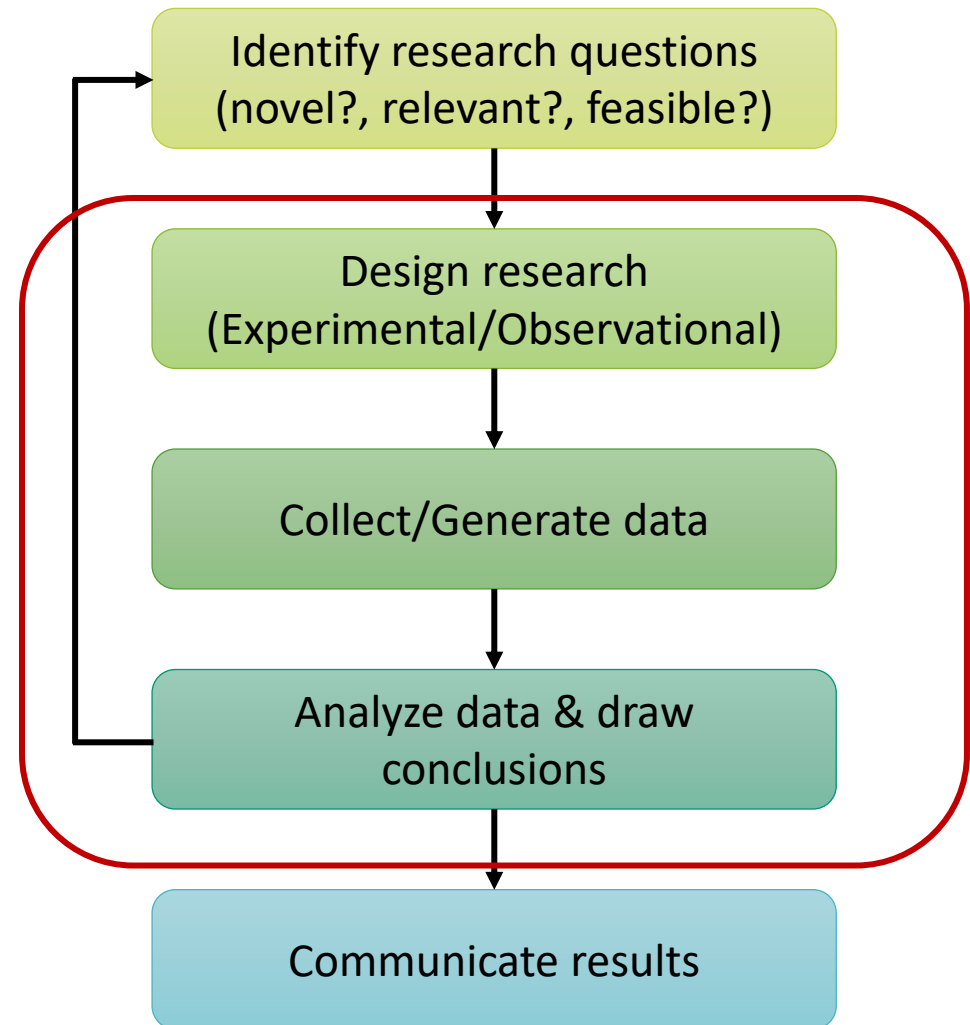 Identify research questions
(novel?, relevant?, feasible?)
Design research
(Experimental/Observational)
Collect/Generate data
Analyze data & draw
conclusions
Communicate results